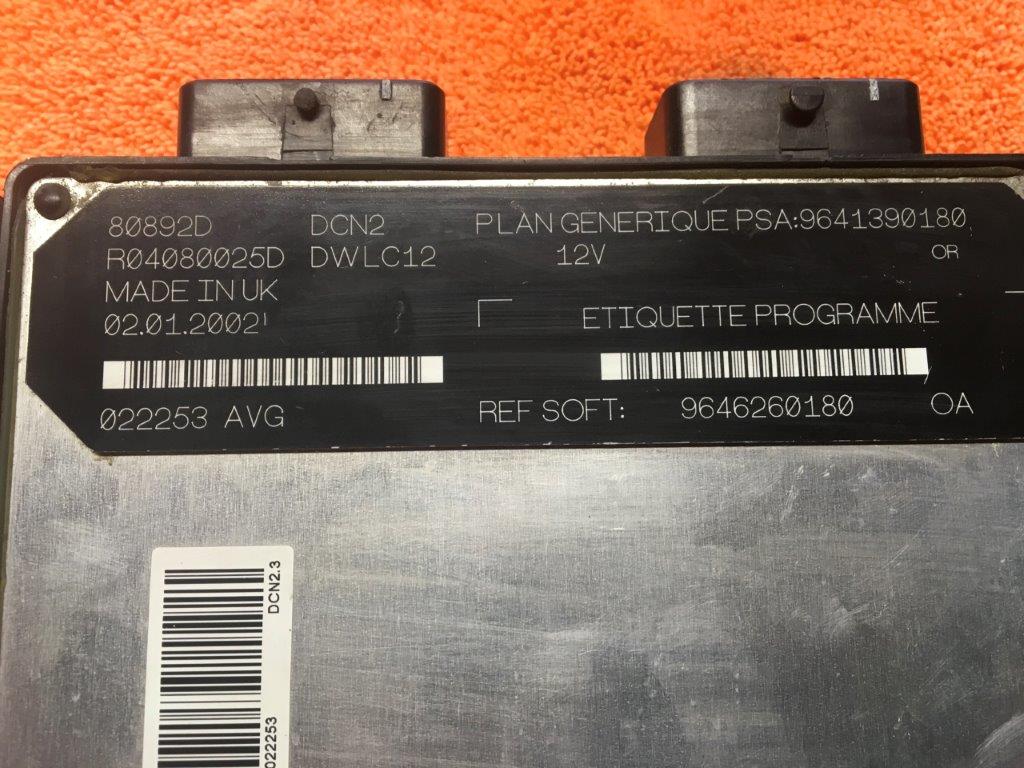 80892D DCN2 PLAN GENERIQUE PSA:9641390180
R04080025D DWLC12 12V OR
MADE IN UK
02.01.2002
ETIQUETTE PROGRAMME
022253 AVG REF SOFT: 9646260180 OA
DCN2.3
022253